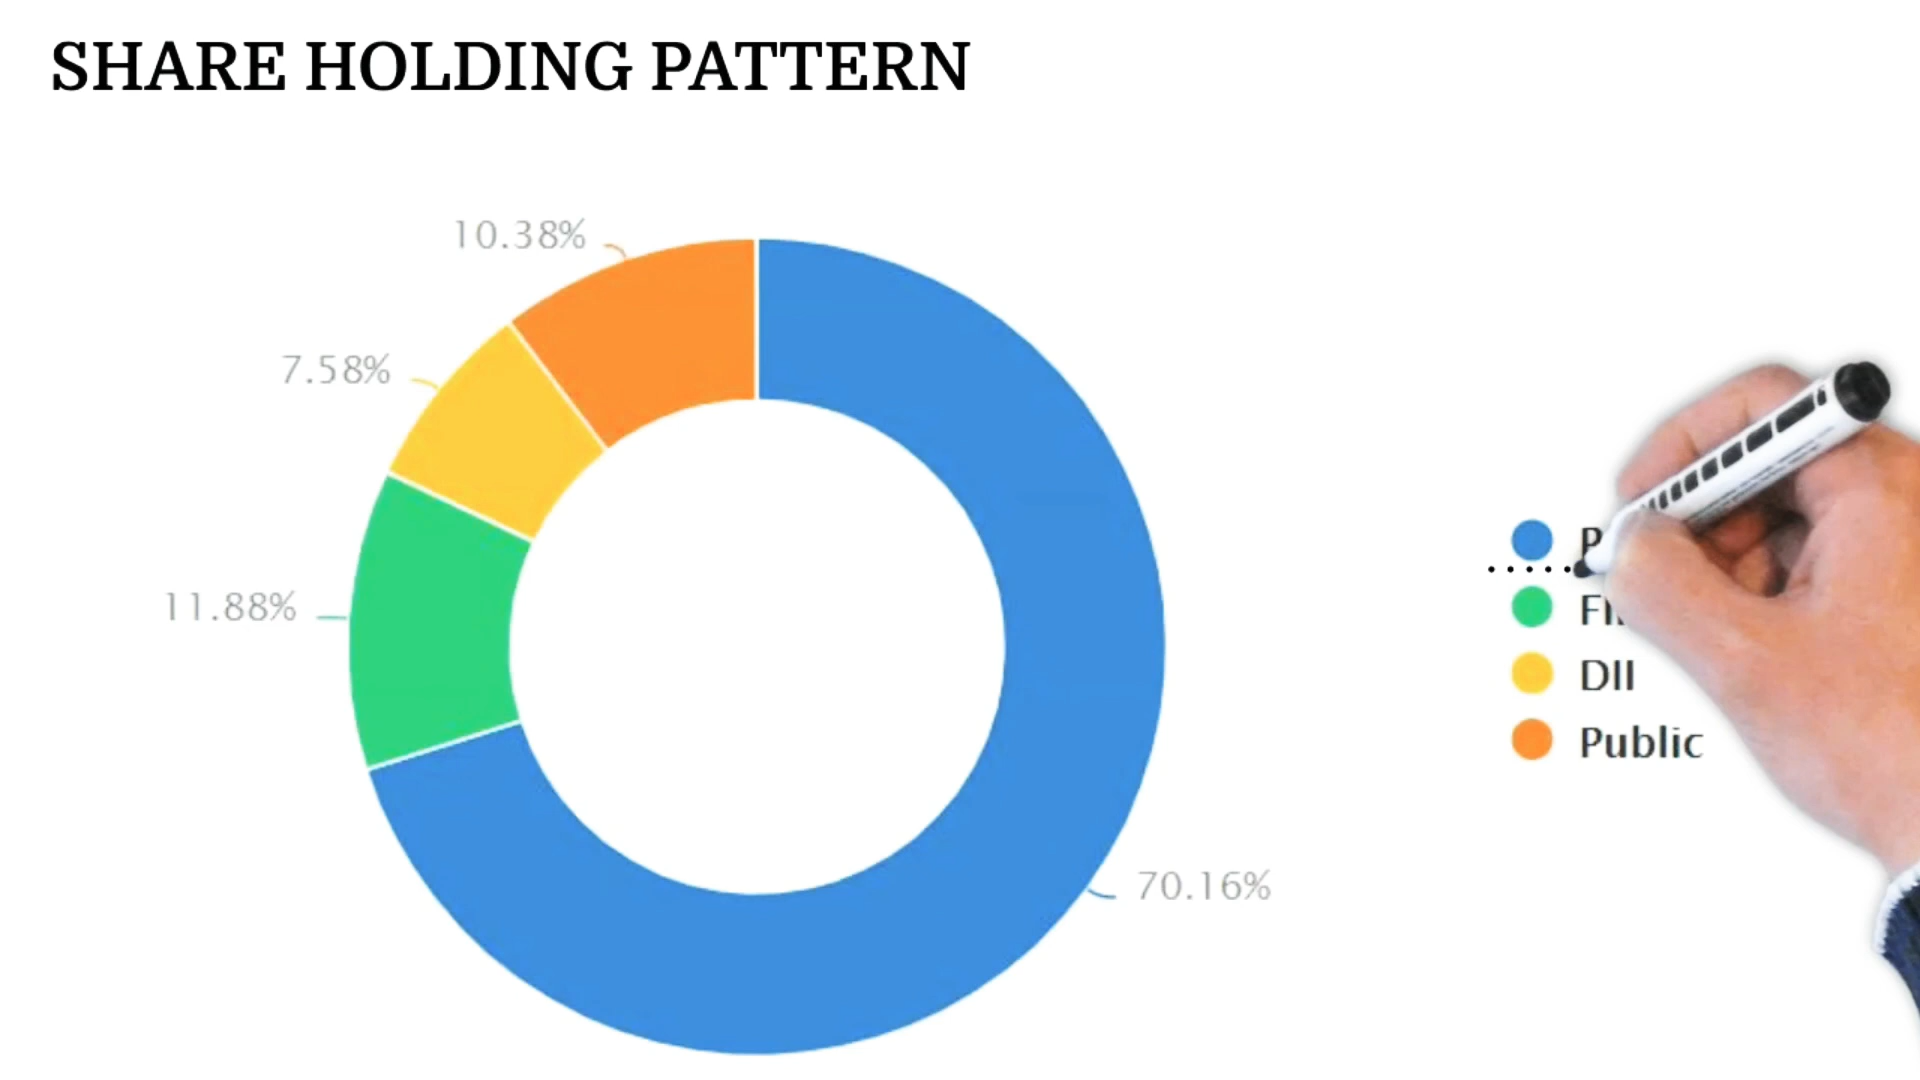 SHARE HOLDING PATTERN
10.38%
7.58%
11.88%
70.16%
DII
Public